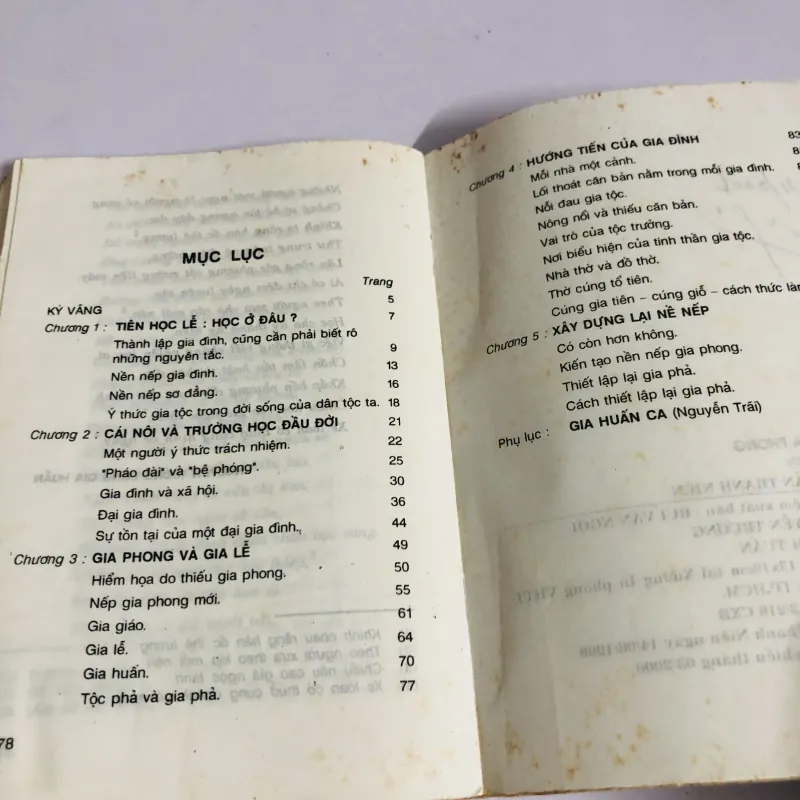 MỤC LỤC
Trang
KỲ VÃNG 5
Chương 1 : TIÊN HỌC LỄ : HỌC Ở ĐÂU ? 7
Thành lập gia đình, cũng cần phải biết rõ
những nguyên tắc. 9
Nền nếp gia đình. 13
Nền nếp sơ đẳng. 16
Ý thức gia tộc trong đời sống của dân tộc ta. 18
Chương 2 : CÁI NÔI VÀ TRƯỜNG HỌC ĐẦU ĐỜI 21
Một người ý thức trách nhiệm. 22
"Pháo đài" và "bệ phóng". 25
Gia đình và xã hội. 30
Đại gia đình. 36
Sự tồn tại của một đại gia đình. 44
Chương 3 : GIA PHONG VÀ GIA LỄ 49
Hiểm họa do thiếu gia phong. 50
Nếp gia phong mới. 55
Gia giáo. 61
Gia lễ. 64
Gia huấn. 70
Tộc phả và gia phả. 77
78
Chương 4 : HƯỚNG TIẾN CỦA GIA ĐÌNH 83
Mỗi nhà một cảnh.
Lối thoát căn bản nằm trong mỗi gia đình.
Nỗi đau gia tộc.
Nông nổi và thiếu căn bản.
Vai trò của tộc trưởng.
Nơi biểu hiện của tinh thần gia tộc.
Nhà thờ và đồ thờ.
Thờ cúng tổ tiên.
Cúng gia tiên – cúng giỗ – cách thức làm
Chương 5 : XÂY DỰNG LẠI NỀ NẾP
Có còn hơn không.
Kiến tạo nền nếp gia phong.
Thiết lập lại gia phả.
Cách thiết lập lại gia phả.
Phụ lục : GIA HUẤN CA (Nguyễn Trãi)